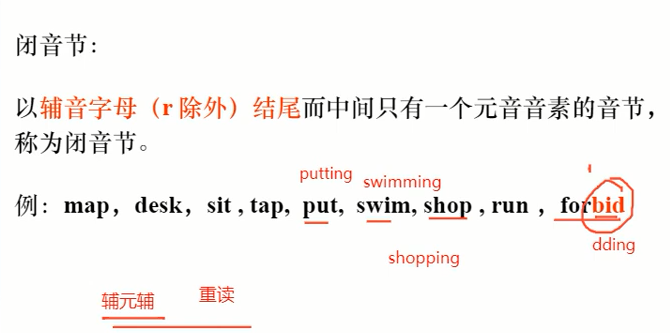 闭音节：
以辅音字母（r 除外）结尾而中间只有一个元音音素的音节，
称为闭音节。
putting
swimming
例：map，desk，sit , tap, put, swim, shop , run ，forbid
dding
shopping
辅元辅
重读